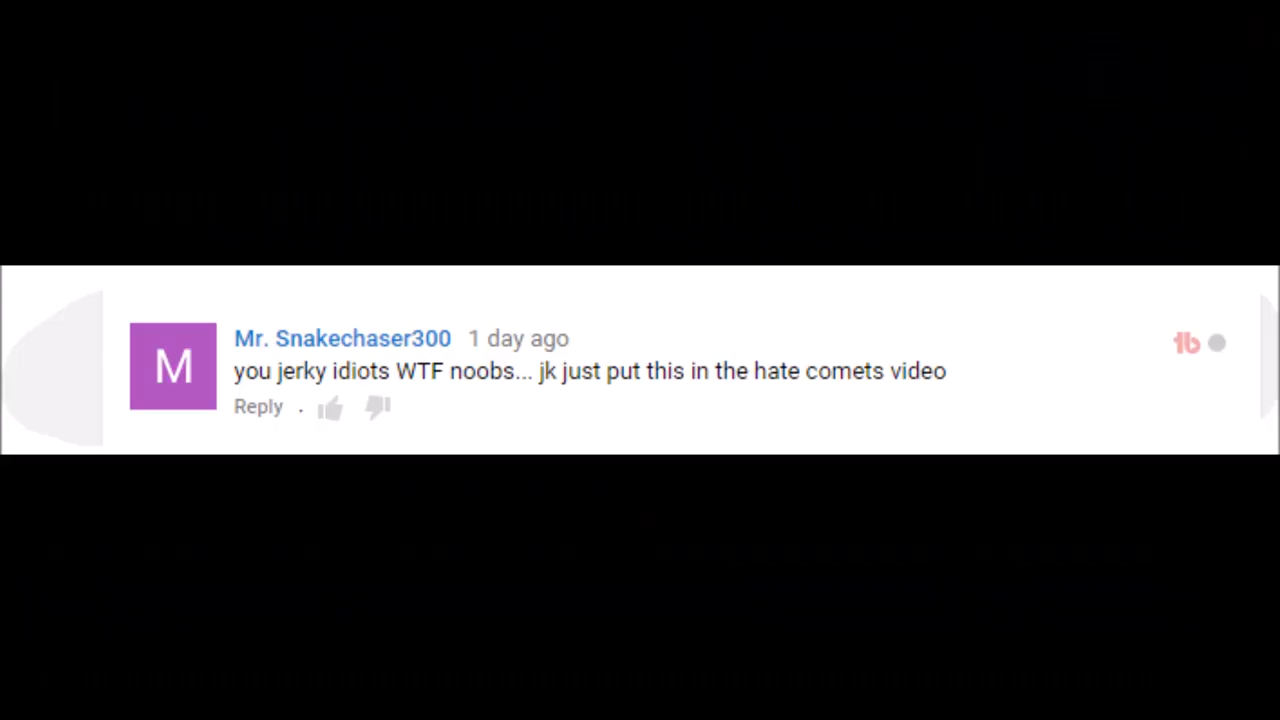 M
Mr. Snakechaser300 1 day ago
you jerky idiots WTF noobs... jk just put this in the hate comets video
Reply .